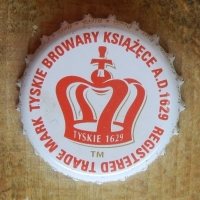 TYSKIE BROWARY KSIĄŻĘCE A.D.1629
REGISTERED TRADE MARK
TYSKIE 1629
TM